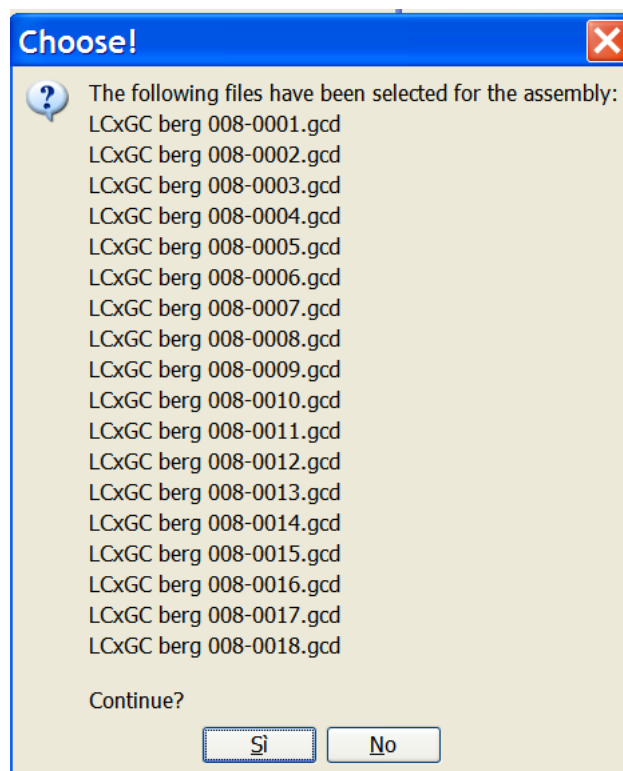 Choose!
The following files have been selected for the assembly:
LCxGC berg 008-0001.gcd
LCxGC berg 008-0002.gcd
LCxGC berg 008-0003.gcd
LCxGC berg 008-0004.gcd
LCxGC berg 008-0005.gcd
LCxGC berg 008-0006.gcd
LCxGC berg 008-0007.gcd
LCxGC berg 008-0008.gcd
LCxGC berg 008-0009.gcd
LCxGC berg 008-0010.gcd
LCxGC berg 008-0011.gcd
LCxGC berg 008-0012.gcd
LCxGC berg 008-0013.gcd
LCxGC berg 008-0014.gcd
LCxGC berg 008-0015.gcd
LCxGC berg 008-0016.gcd
LCxGC berg 008-0017.gcd
LCxGC berg 008-0018.gcd
Continue?
Sì No